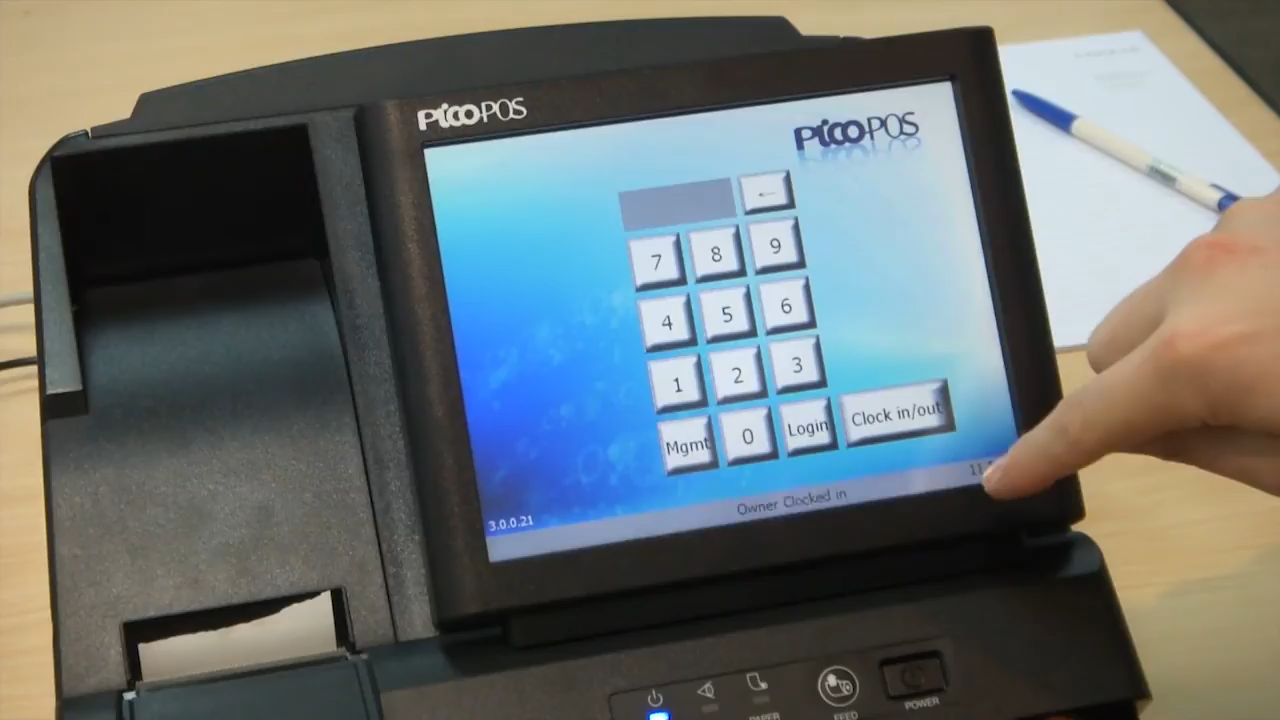 PicoPOS
PicoPOS
←
7 8 9
4 5 6
1 2 3
Mgmt 0 Login Clock in/out
Owner Clocked in
3.0.0.21
PAPER
FEED
POWER